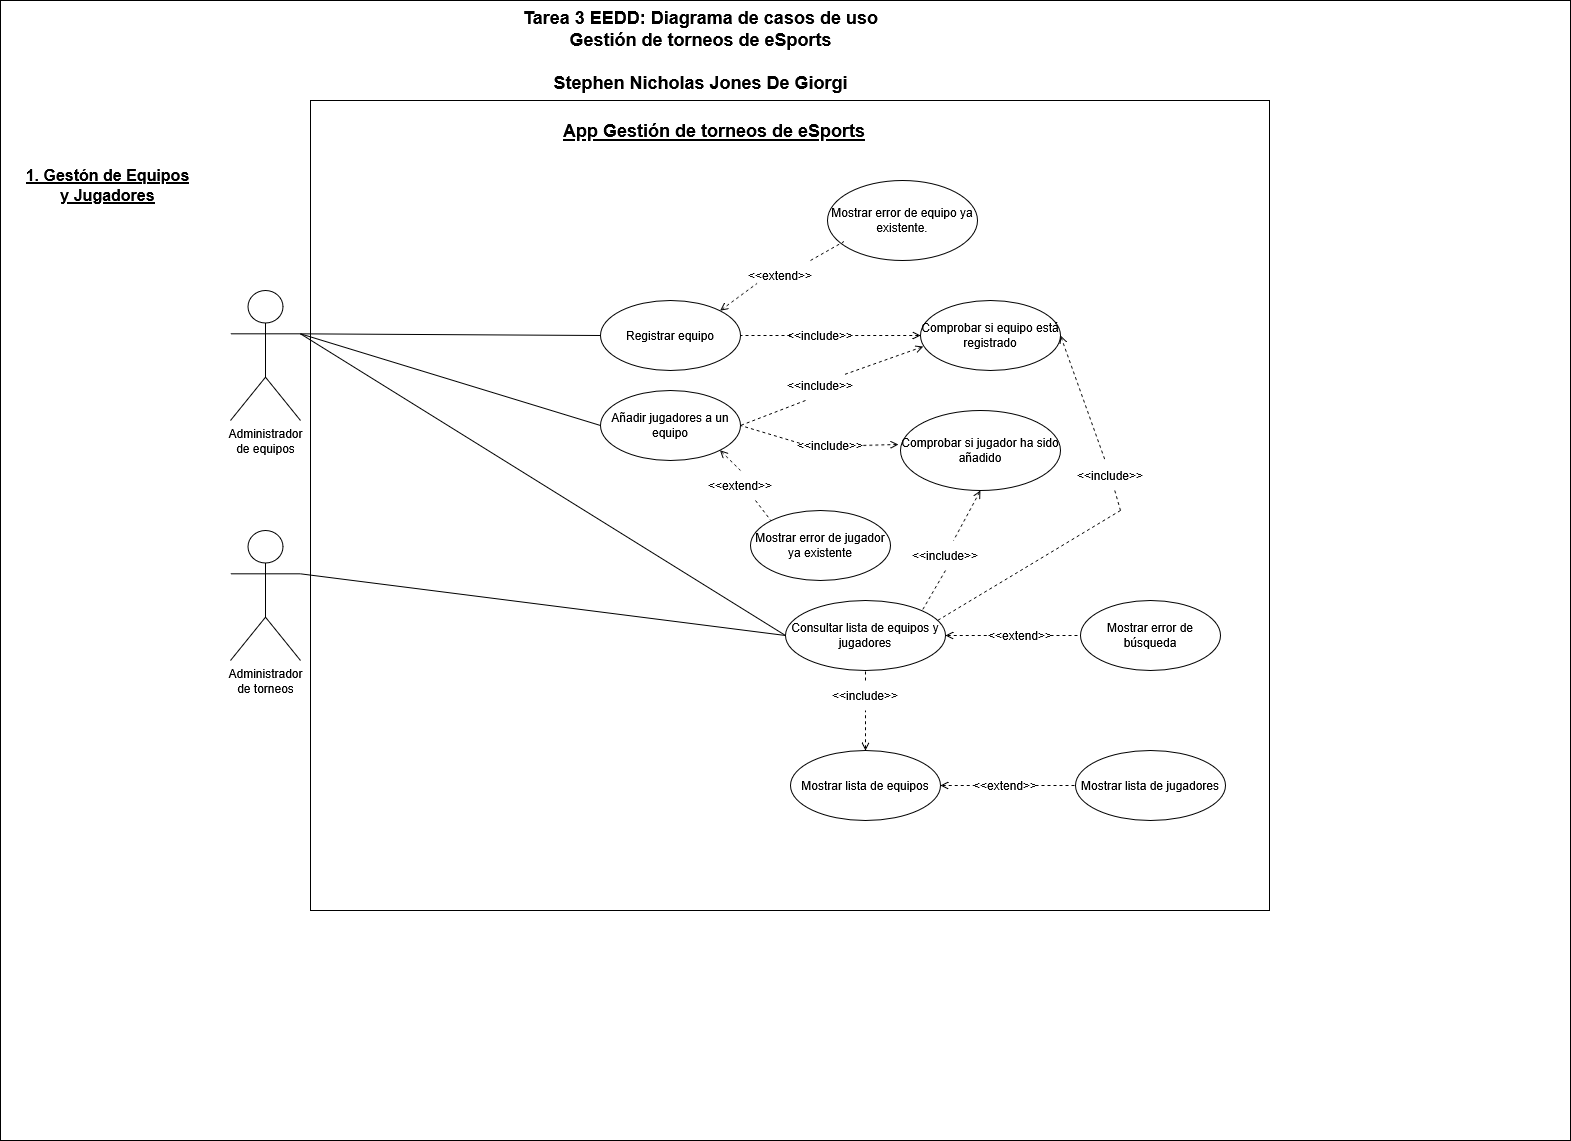 Tarea 3 EEDD: Diagrama de casos de uso
Gestión de torneos de eSports
Stephen Nicholas Jones De Giorgi
App Gestión de torneos de eSports
1. Gestón de Equipos
y Jugadores
Mostrar error de equipo ya
existente.
<<extend>>
Registrar equipo
<<include>>
Comprobar si equipo está
registrado
<<include>>
Añadir jugadores a un
equipo
Administrador
de equipos
<<include>>
Comprobar si jugador ha sido
añadido
<<include>>
<<extend>>
Mostrar error de jugador
ya existente
<<include>>
Consultar lista de equipos y
jugadores
<<extend>>
Mostrar error de
búsqueda
Administrador
de torneos
<<include>>
Mostrar lista de equipos
<<extend>>
Mostrar lista de jugadores